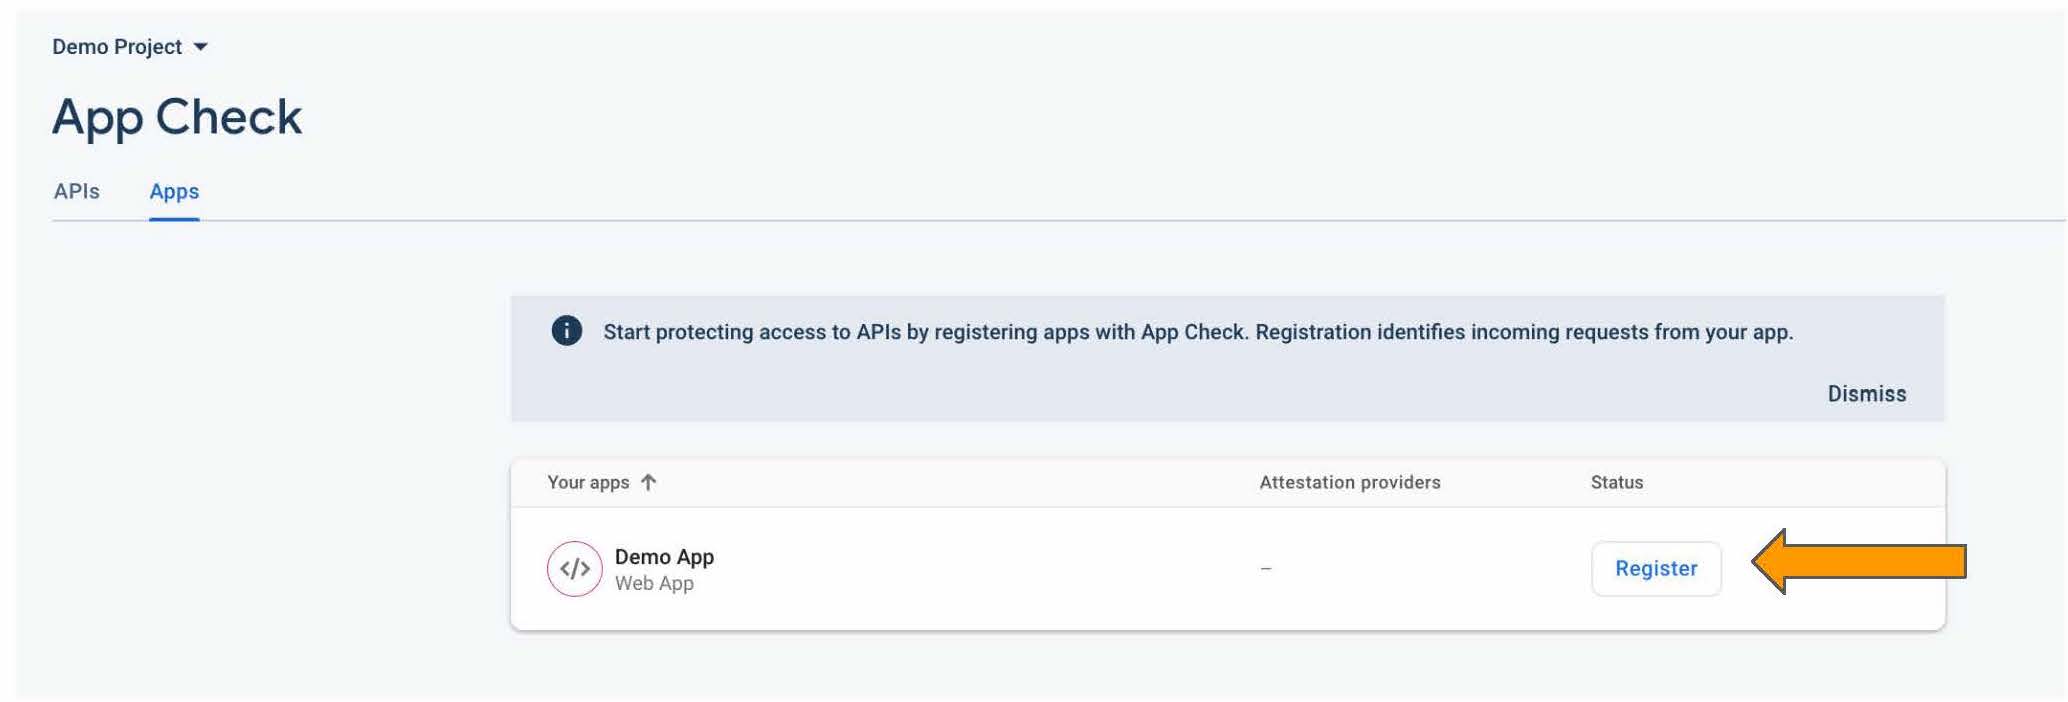 Demo Project
App Check
APIs Apps
Start protecting access to APIs by registering apps with App Check. Registration identifies incoming requests from your app.
Dismiss
Your apps Attestation providers Status
Demo App
Web App
– Register